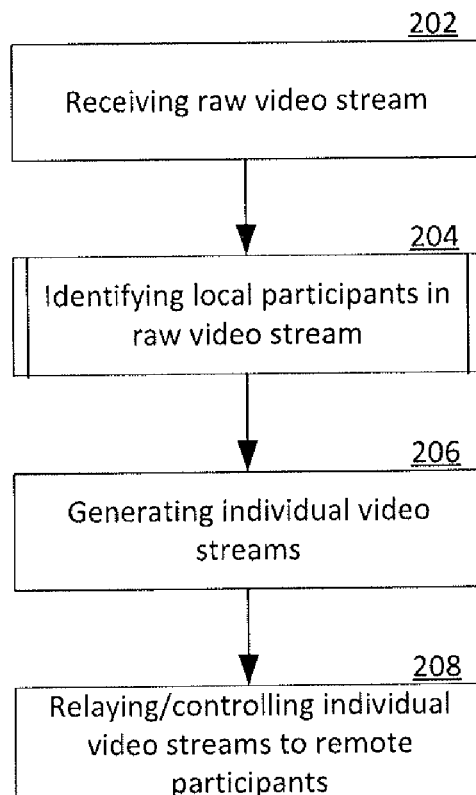 202
Receiving raw video stream
204
Identifying local participants in
raw video stream
206
Generating individual video
streams
208
Relaying/controlling individual
video streams to remote
participants